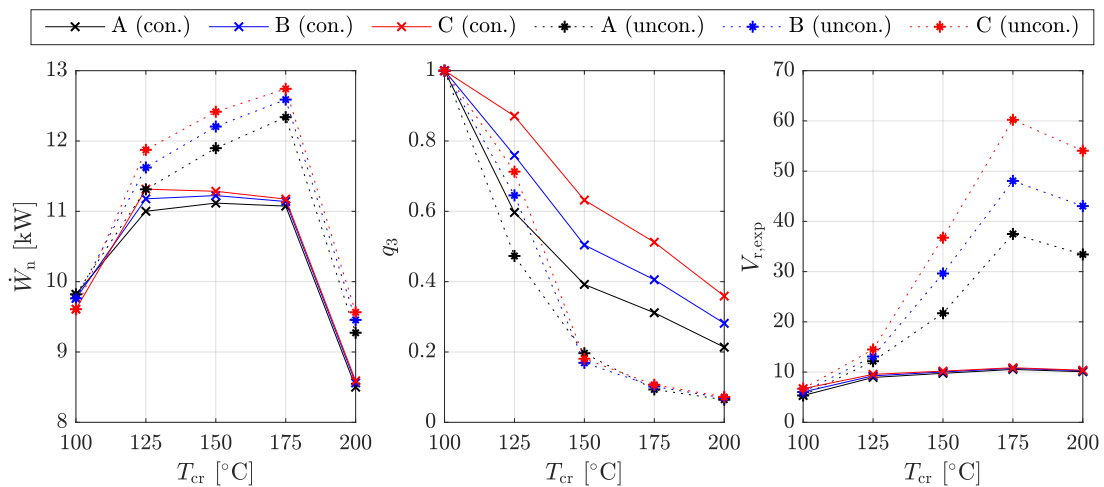 A (con.) B (con.) C (con.) A (uncon.) B (uncon.) C (uncon.)
13
12
11
10
9
8
Ẇn [kW]
100 125 150 175 200
Tcr [°C]
1
0.8
0.6
0.4
0.2
0
q3
100 125 150 175 200
Tcr [°C]
70
60
50
40
30
20
10
0
Vr,exp
100 125 150 175 200
Tcr [°C]